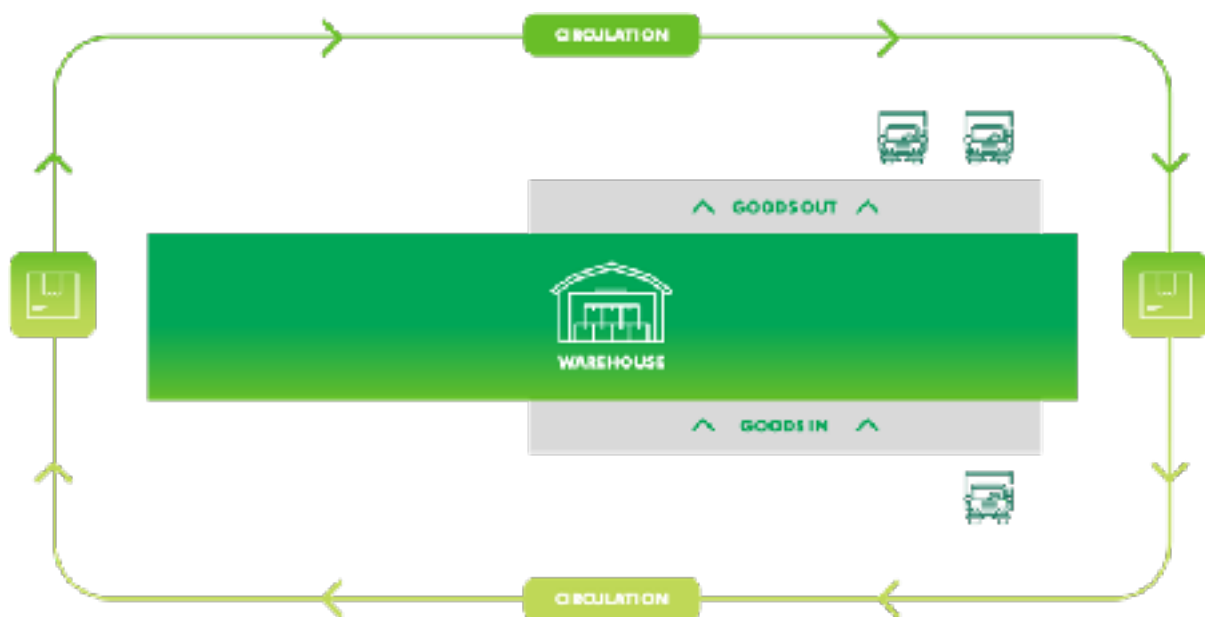 CIRCULATION
GOODS OUT
WAREHOUSE
GOODS IN
CIRCULATION